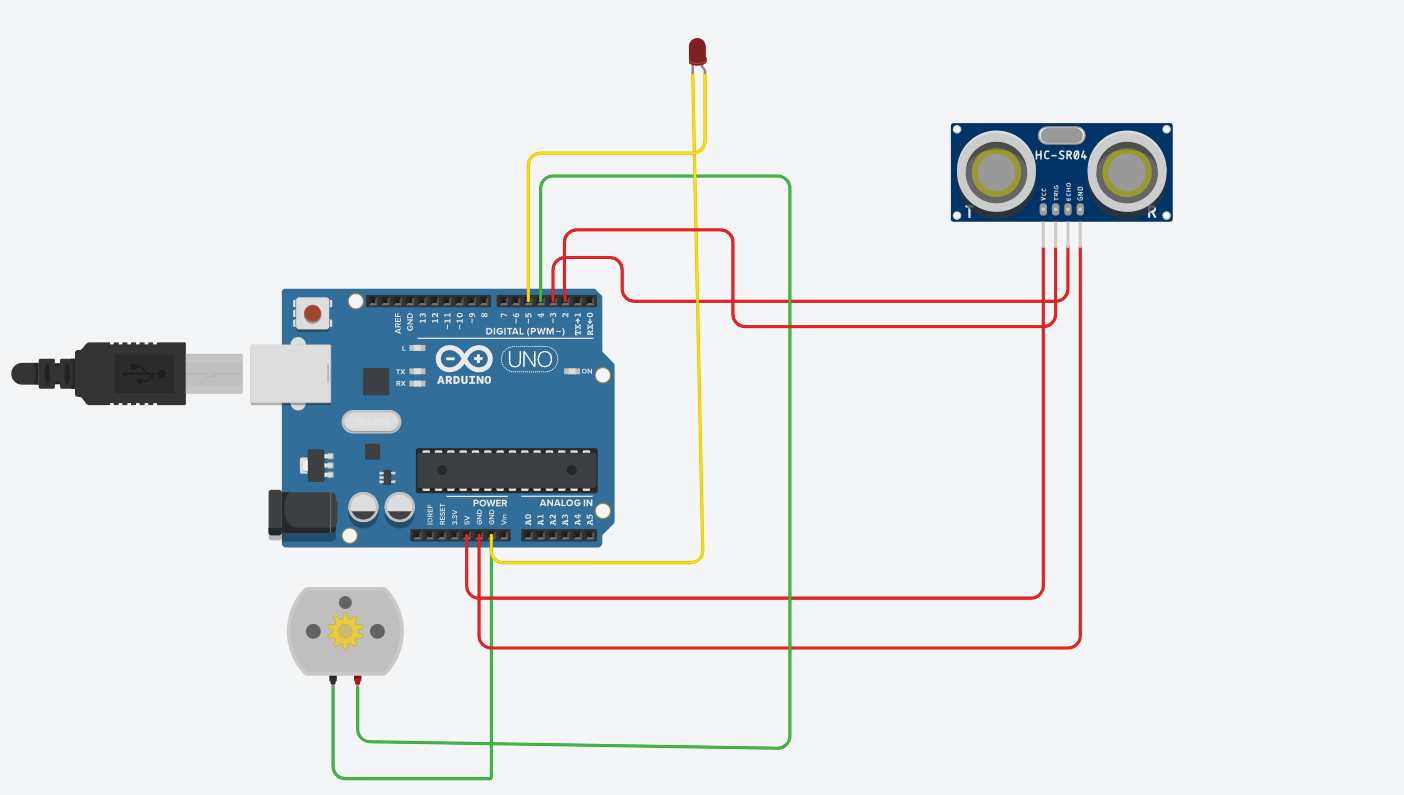 HC-SR04
VCC
TRIG
ECHO
GND
T
R
AREF
GND
13
12
~11
~10
~9
8
7
~6
~5
4
~3
2
TX→1
RX←0
DIGITAL (PWM~)
L
TX
RX
ARDUINO
UNO
ON
POWER
ANALOG IN
IOREF
RESET
3.3V
5V
GND
GND
Vin
A0
A1
A2
A3
A4
A5